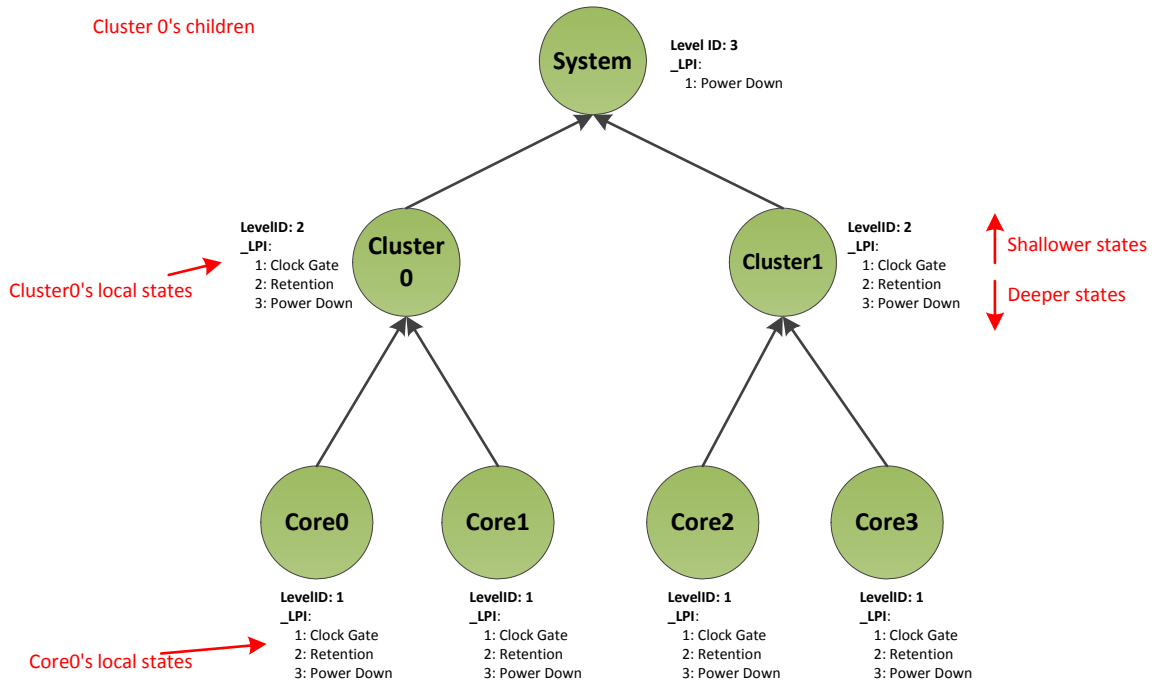 Cluster 0's children
System
Level ID: 3
_LPI:
1: Power Down
LevelID: 2
_LPI:
1: Clock Gate
2: Retention
3: Power Down
Cluster
0
Cluster0's local states
Cluster1
LevelID: 2
_LPI:
1: Clock Gate
2: Retention
3: Power Down
Shallower states
Deeper states
Core0
Core1
Core2
Core3
LevelID: 1
_LPI:
1: Clock Gate
2: Retention
3: Power Down
Core0's local states
LevelID: 1
_LPI:
1: Clock Gate
2: Retention
3: Power Down
LevelID: 1
_LPI:
1: Clock Gate
2: Retention
3: Power Down
LevelID: 1
_LPI:
1: Clock Gate
2: Retention
3: Power Down